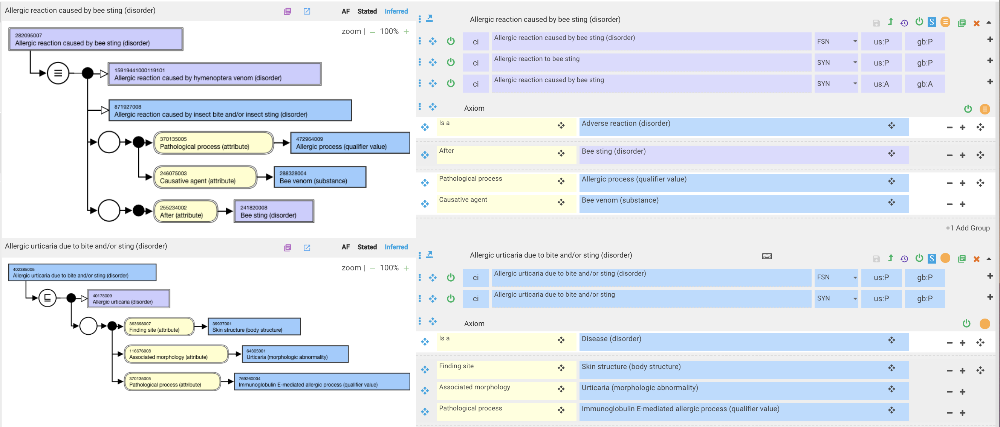 Allergic reaction caused by bee sting (disorder)
AF Stated Inferred
zoom | − 100% +
282095007
Allergic reaction caused by bee sting (disorder)
≡
15919441000119101
Allergic reaction caused by hymenoptera venom (disorder)
871927008
Allergic reaction caused by insect bite and/or insect sting (disorder)
370135005
Pathological process (attribute)
472964009
Allergic process (qualifier value)
246075003
Causative agent (attribute)
288328004
Bee venom (substance)
255234002
After (attribute)
241820008
Bee sting (disorder)
Allergic reaction caused by bee sting (disorder)
S
ci Allergic reaction caused by bee sting (disorder) FSN us:P gb:P +
ci Allergic reaction to bee sting SYN us:P gb:P +
ci Allergic reaction caused by bee sting SYN us:A gb:A +
Axiom
Is a Adverse reaction (disorder) − +
After Bee sting (disorder) − +
Pathological process Allergic process (qualifier value) − +
Causative agent Bee venom (substance) − +
+1 Add Group
Allergic urticaria due to bite and/or sting (disorder)
AF Stated Inferred
zoom | − 100% +
402385005
Allergic urticaria due to bite and/or sting (disorder)
⊑
40178009
Allergic urticaria (disorder)
363698007
Finding site (attribute)
39937001
Skin structure (body structure)
116676008
Associated morphology (attribute)
64305001
Urticaria (morphologic abnormality)
370135005
Pathological process (attribute)
769260004
Immunoglobulin E-mediated allergic process (qualifier value)
Allergic urticaria due to bite and/or sting (disorder)
S
ci Allergic urticaria due to bite and/or sting (disorder) FSN us:P gb:P +
ci Allergic urticaria due to bite and/or sting SYN us:P gb:P +
Axiom
Is a Disease (disorder) − +
Finding site Skin structure (body structure) − +
Associated morphology Urticaria (morphologic abnormality) − +
Pathological process Immunoglobulin E-mediated allergic process (qualifier value) − +